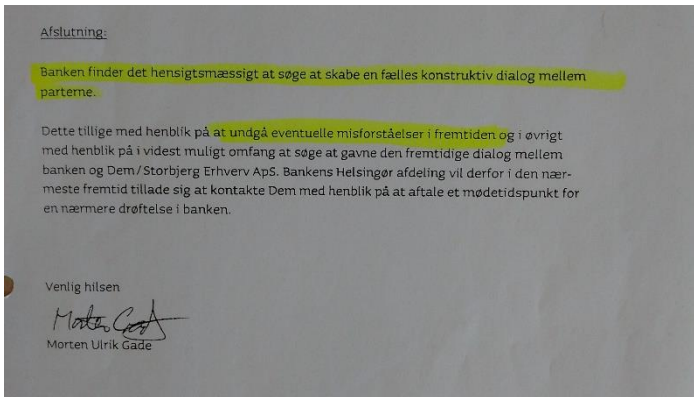 Afslutning:
Banken finder det hensigtsmæssigt at søge at skabe en fælles konstruktiv dialog mellem
parterne.
Dette tillige med henblik på at undgå eventuelle misforståelser i fremtiden og i øvrigt
med henblik på i videst muligt omfang at søge at gavne den fremtidige dialog mellem
banken og Dem/Storbjerg Erhverv ApS. Bankens Helsingør afdeling vil derfor i den nær-
meste fremtid tillade sig at kontakte Dem med henblik på at aftale et mødetidspunkt for
en nærmere drøftelse i banken.
Venlig hilsen
Morten Ulrik Gade